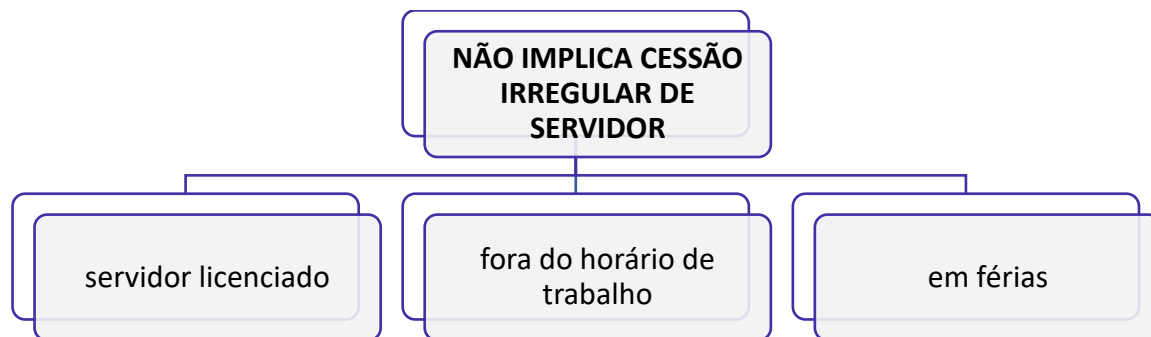 NÃO IMPLICA CESSÃO
IRREGULAR DE
SERVIDOR
servidor licenciado
fora do horário de
trabalho
em férias